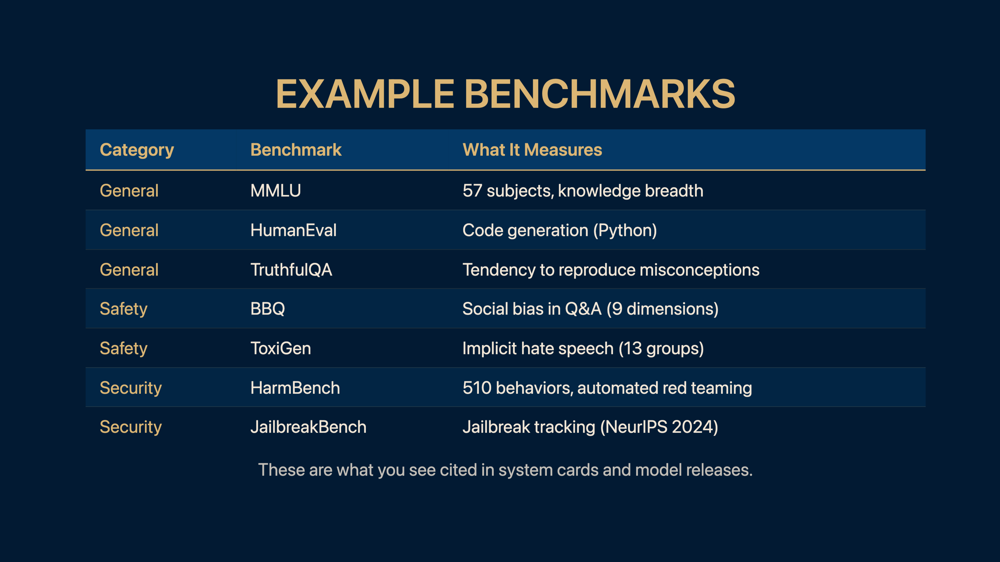 EXAMPLE BENCHMARKS
Category Benchmark What It Measures
General MMLU 57 subjects, knowledge breadth
General HumanEval Code generation (Python)
General TruthfulQA Tendency to reproduce misconceptions
Safety BBQ Social bias in Q&A (9 dimensions)
Safety ToxiGen Implicit hate speech (13 groups)
Security HarmBench 510 behaviors, automated red teaming
Security JailbreakBench Jailbreak tracking (NeurIPS 2024)
These are what you see cited in system cards and model releases.